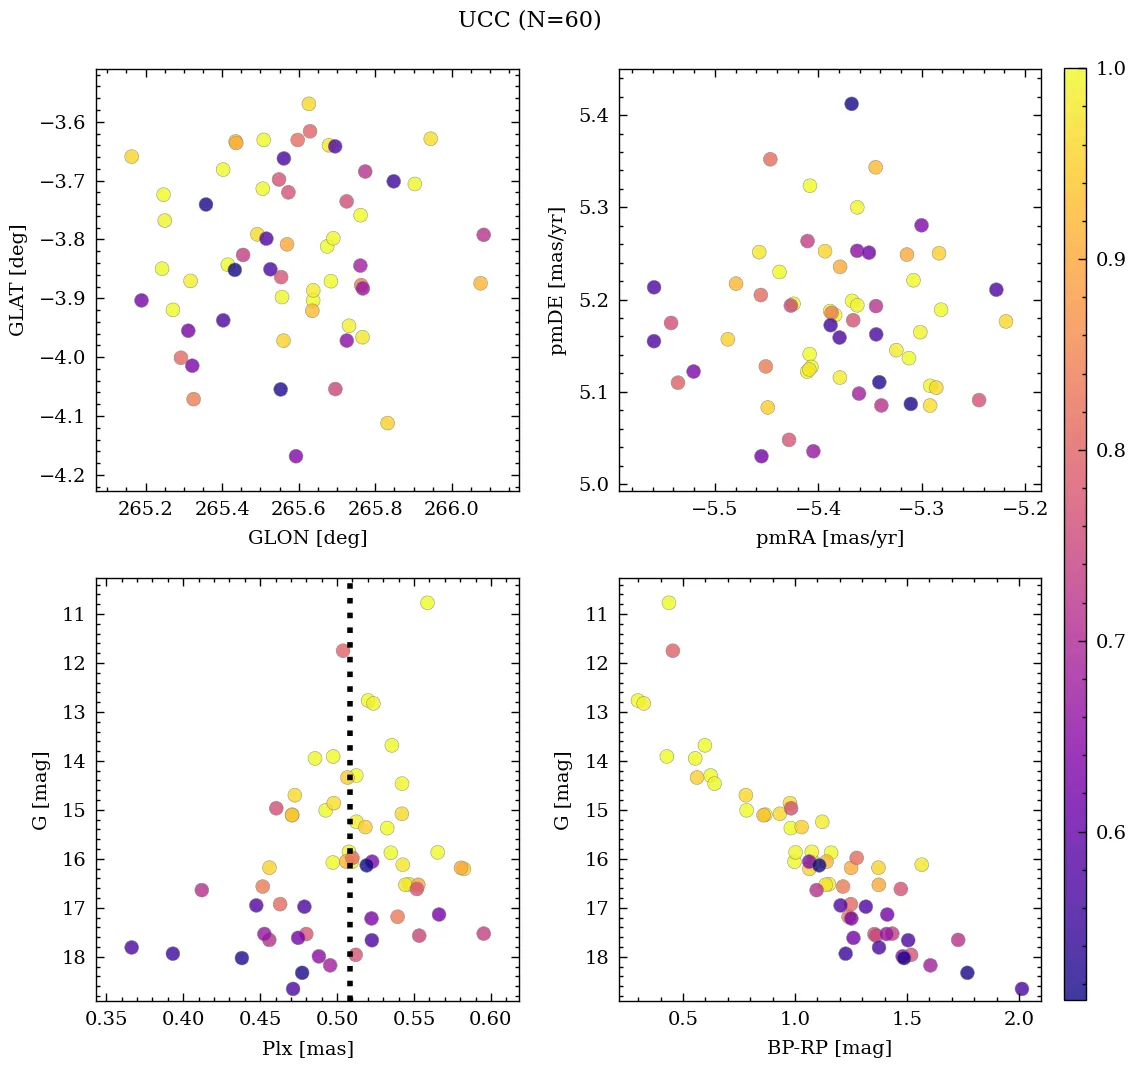 UCC (N=60)
−3.6
−3.7
−3.8
−3.9
−4.0
−4.1
−4.2
GLAT [deg]
265.2 265.4 265.6 265.8 266.0
GLON [deg]
5.4
5.3
5.2
5.1
5.0
pmDE [mas/yr]
−5.5 −5.4 −5.3 −5.2
pmRA [mas/yr]
11
12
13
14
15
16
17
18
G [mag]
0.35 0.40 0.45 0.50 0.55 0.60
Plx [mas]
11
12
13
14
15
16
17
18
G [mag]
0.5 1.0 1.5 2.0
BP-RP [mag]
1.0
0.9
0.8
0.7
0.6